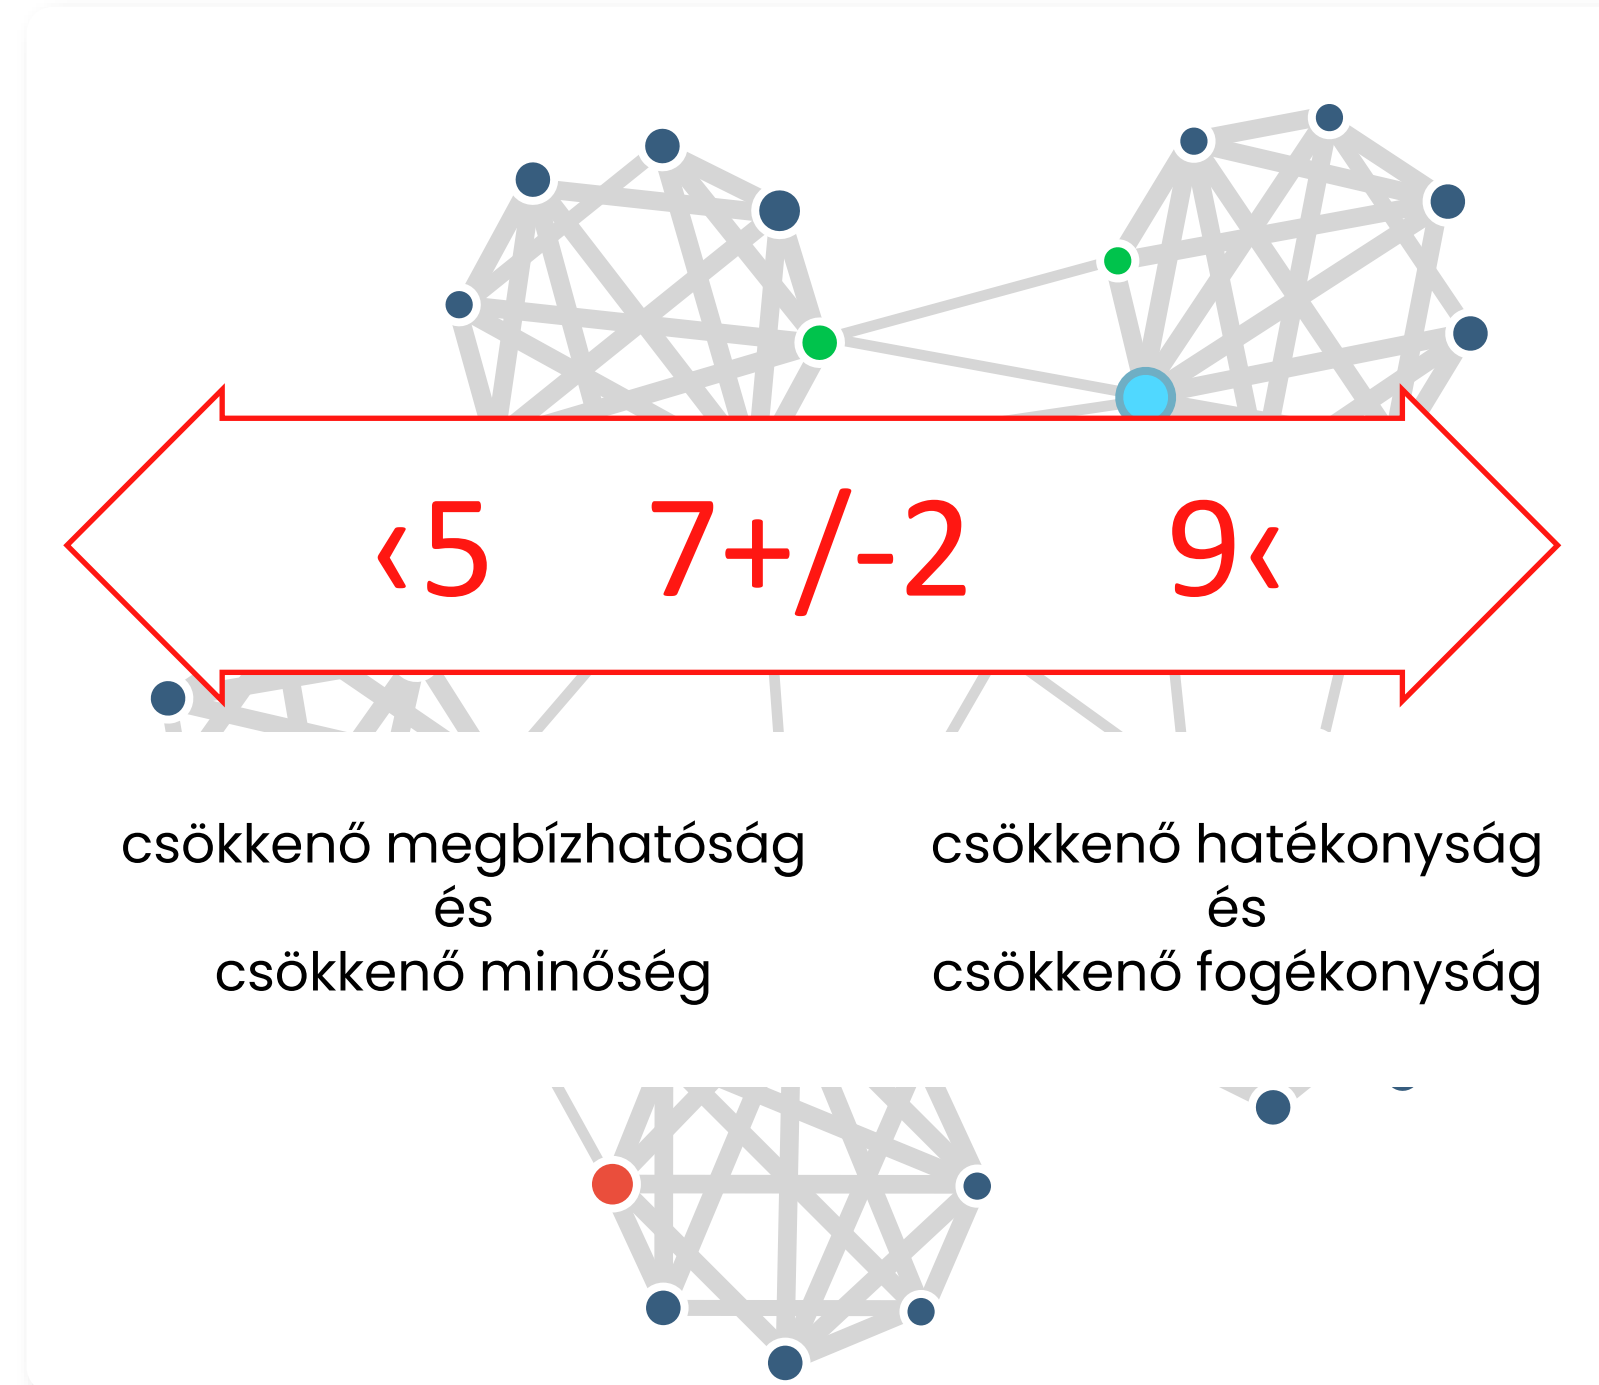 ‹5 7+/-2 9‹
csökkenő megbízhatóság
és
csökkenő minőség
csökkenő hatékonyság
és
csökkenő fogékonyság